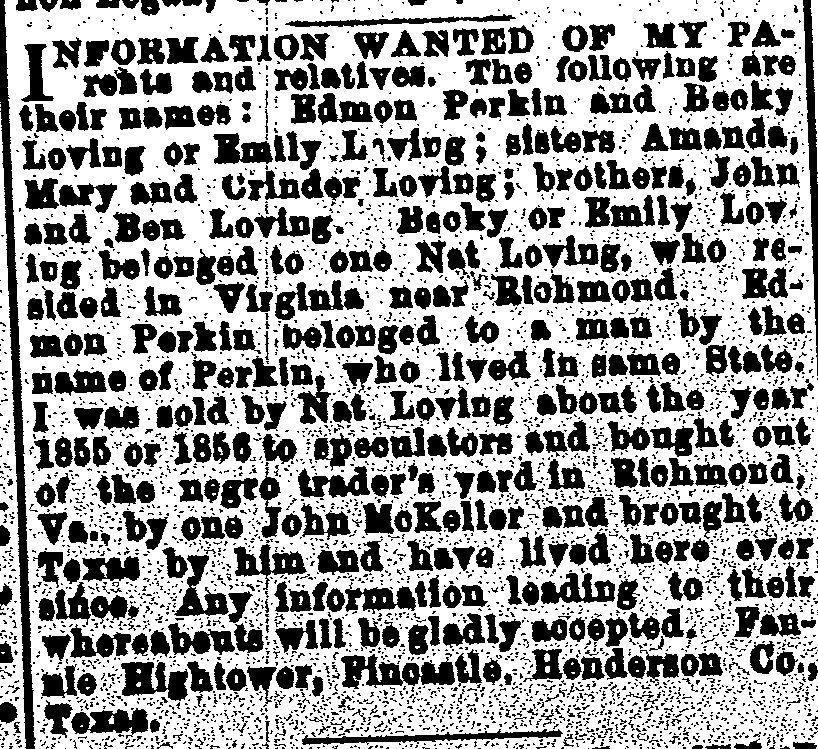 INFORMATION WANTED OF MY PA-
rents and relatives. The following are
their names: Edmon Perkin and Becky
Loving or Emily Loving; sisters Amanda,
Mary and Crinder Loving; brothers, John
and Ben Loving. Becky or Emily Lov-
ing belonged to one Nat Loving, who re-
sided in Virginia near Richmond. Ed-
mon Perkin belonged to a man by the
name of Perkin, who lived in same State.
I was sold by Nat. Loving about the year
1855 or 1856 to speculators and bought out
of the negro trader's yard in Richmond,
Va., by one John McKeller and brought to
Texas by him and have lived here ever
since. Any information leading to their
whereabouts will be gladly accepted. Fan-
nie Hightower, Fincastle, Henderson Co.,
Texas.